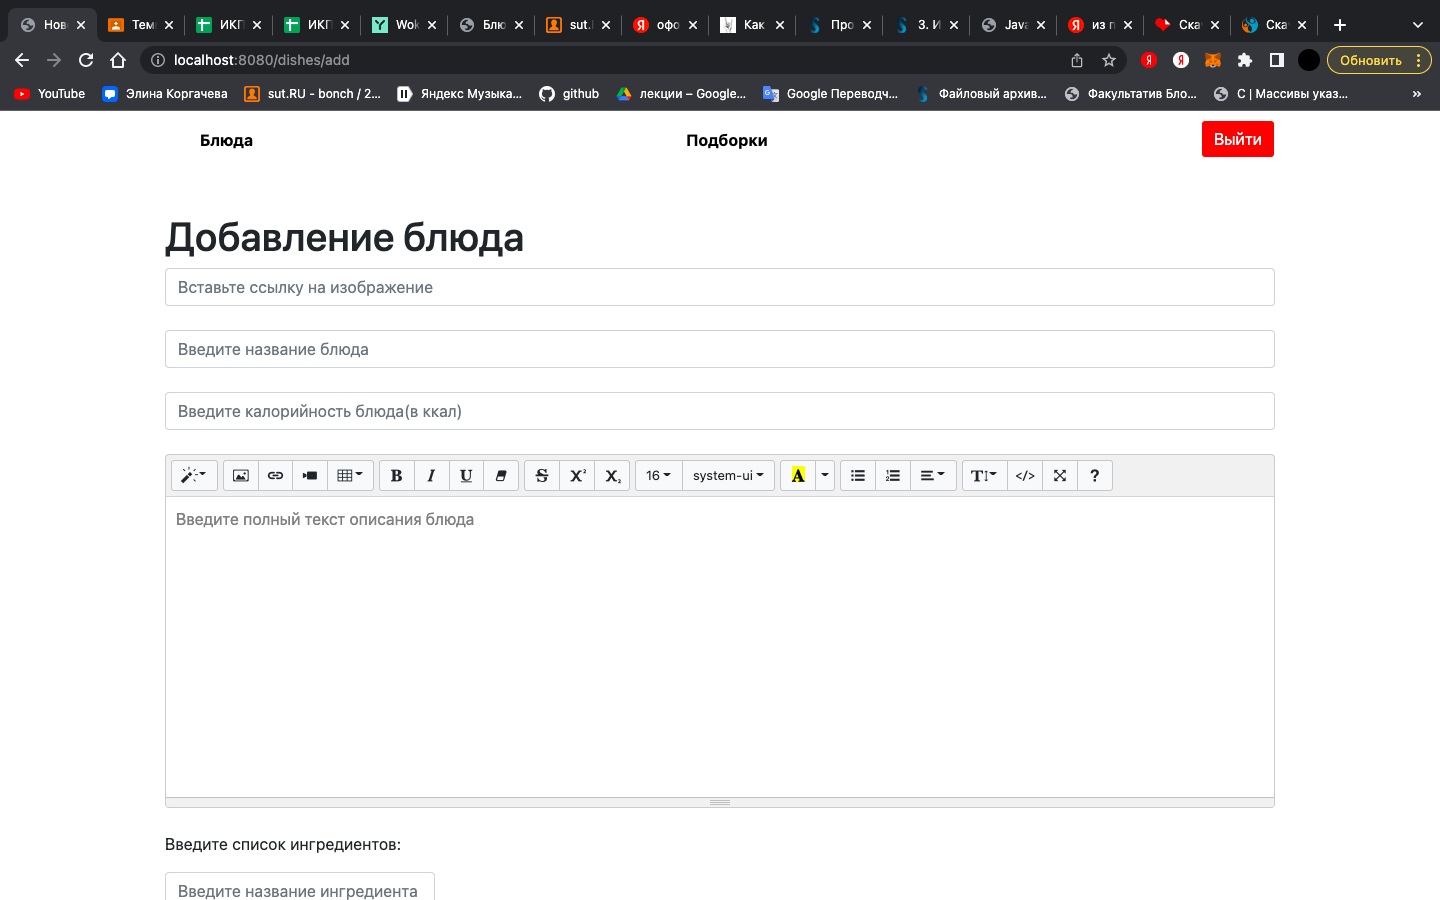 Нов Тем ИКГ ИКГ Wok Блю sut. офо Как Про 3. И Java из п Ска Ска
localhost:8080/dishes/add Обновить
YouTube Элина Коргачева sut.RU - bonch / 2... Яндекс Музыка... github лекции – Google... Google Переводч... Файловый архив... Факультатив Бло... C | Массивы указ... »
Блюда Подборки Выйти
Добавление блюда
Вставьте ссылку на изображение
Введите название блюда
Введите калорийность блюда(в ккал)
B I U S X² X₂ 16 system-ui A T </> ?
Введите полный текст описания блюда
Введите список ингредиентов:
Введите название ингредиента